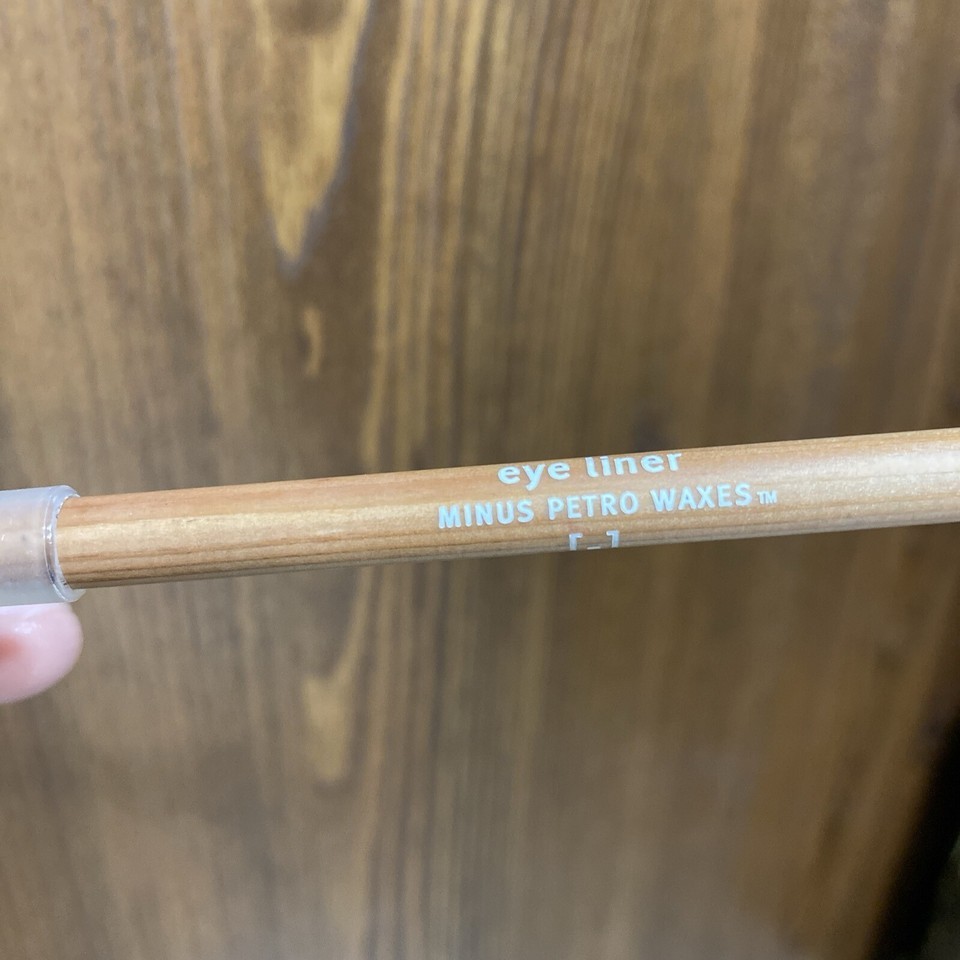 eye liner
MINUS PETRO WAXES™
[-]